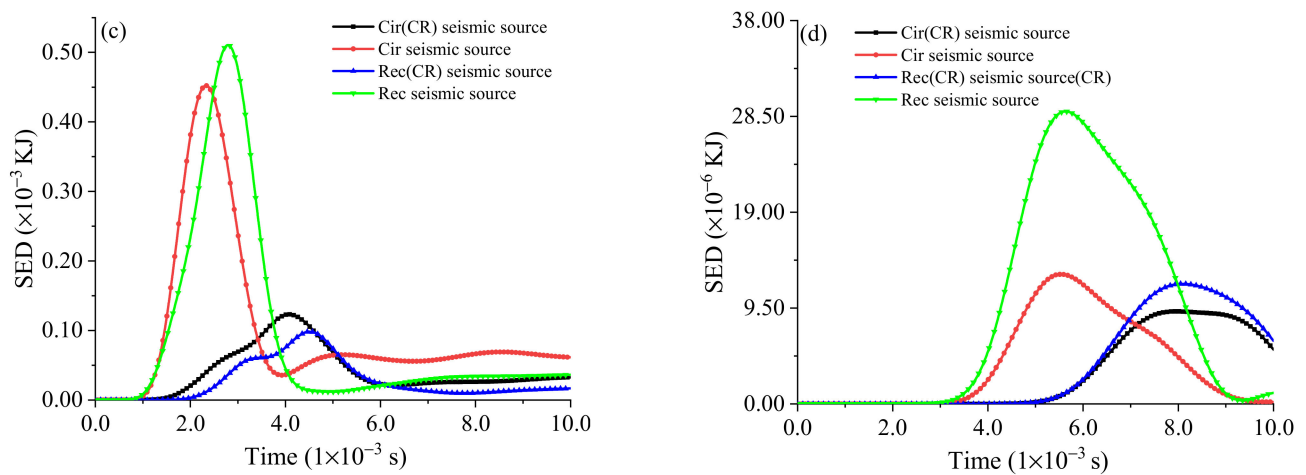 (c)
Cir(CR) seismic source
Cir seismic source
Rec(CR) seismic source
Rec seismic source
0.50
0.40
0.30
0.20
0.10
0.00
SED (×10⁻³ KJ)
0.0 2.0 4.0 6.0 8.0 10.0
Time (1×10⁻³ s)
(d)
Cir(CR) seismic source
Cir seismic source
Rec(CR) seismic source(CR)
Rec seismic source
38.00
28.50
19.00
9.50
0.00
SED (×10⁻⁶ KJ)
0.0 2.0 4.0 6.0 8.0 10.0
Time (1×10⁻³ s)